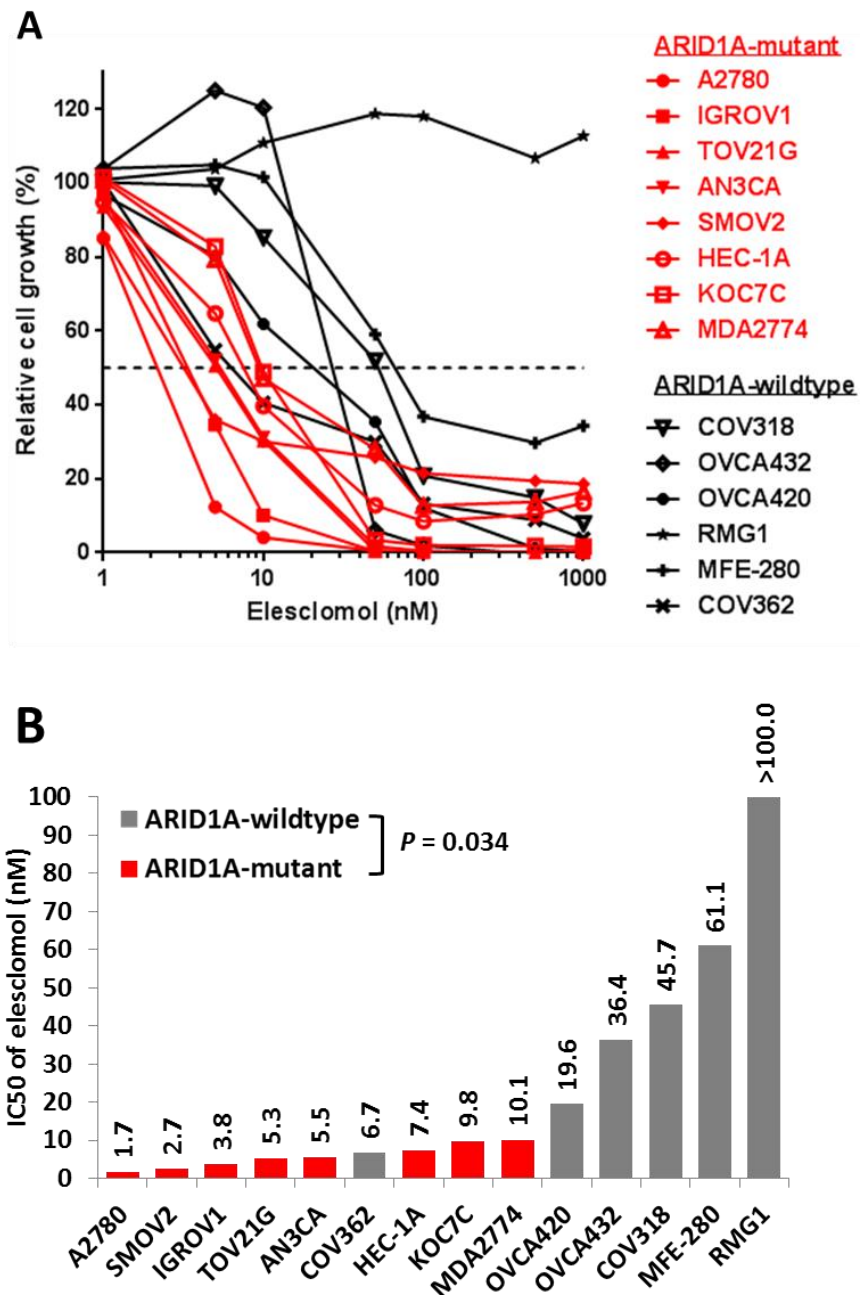 A
Relative cell growth (%)
120
100
80
60
40
20
0
1
10
100
1000
Elesclomol (nM)
ARID1A-mutant
A2780
IGROV1
TOV21G
AN3CA
SMOV2
HEC-1A
KOC7C
MDA2774
ARID1A-wildtype
COV318
OVCA432
OVCA420
RMG1
MFE-280
COV362
B
IC50 of elesclomol (nM)
100
90
80
70
60
50
40
30
20
10
0
ARID1A-wildtype
ARID1A-mutant
P = 0.034
1.7
2.7
3.8
5.3
5.5
6.7
7.4
9.8
10.1
19.6
36.4
45.7
61.1
>100.0
A2780
SMOV2
IGROV1
TOV21G
AN3CA
COV362
HEC-1A
KOC7C
MDA2774
OVCA420
OVCA432
COV318
MFE-280
RMG1